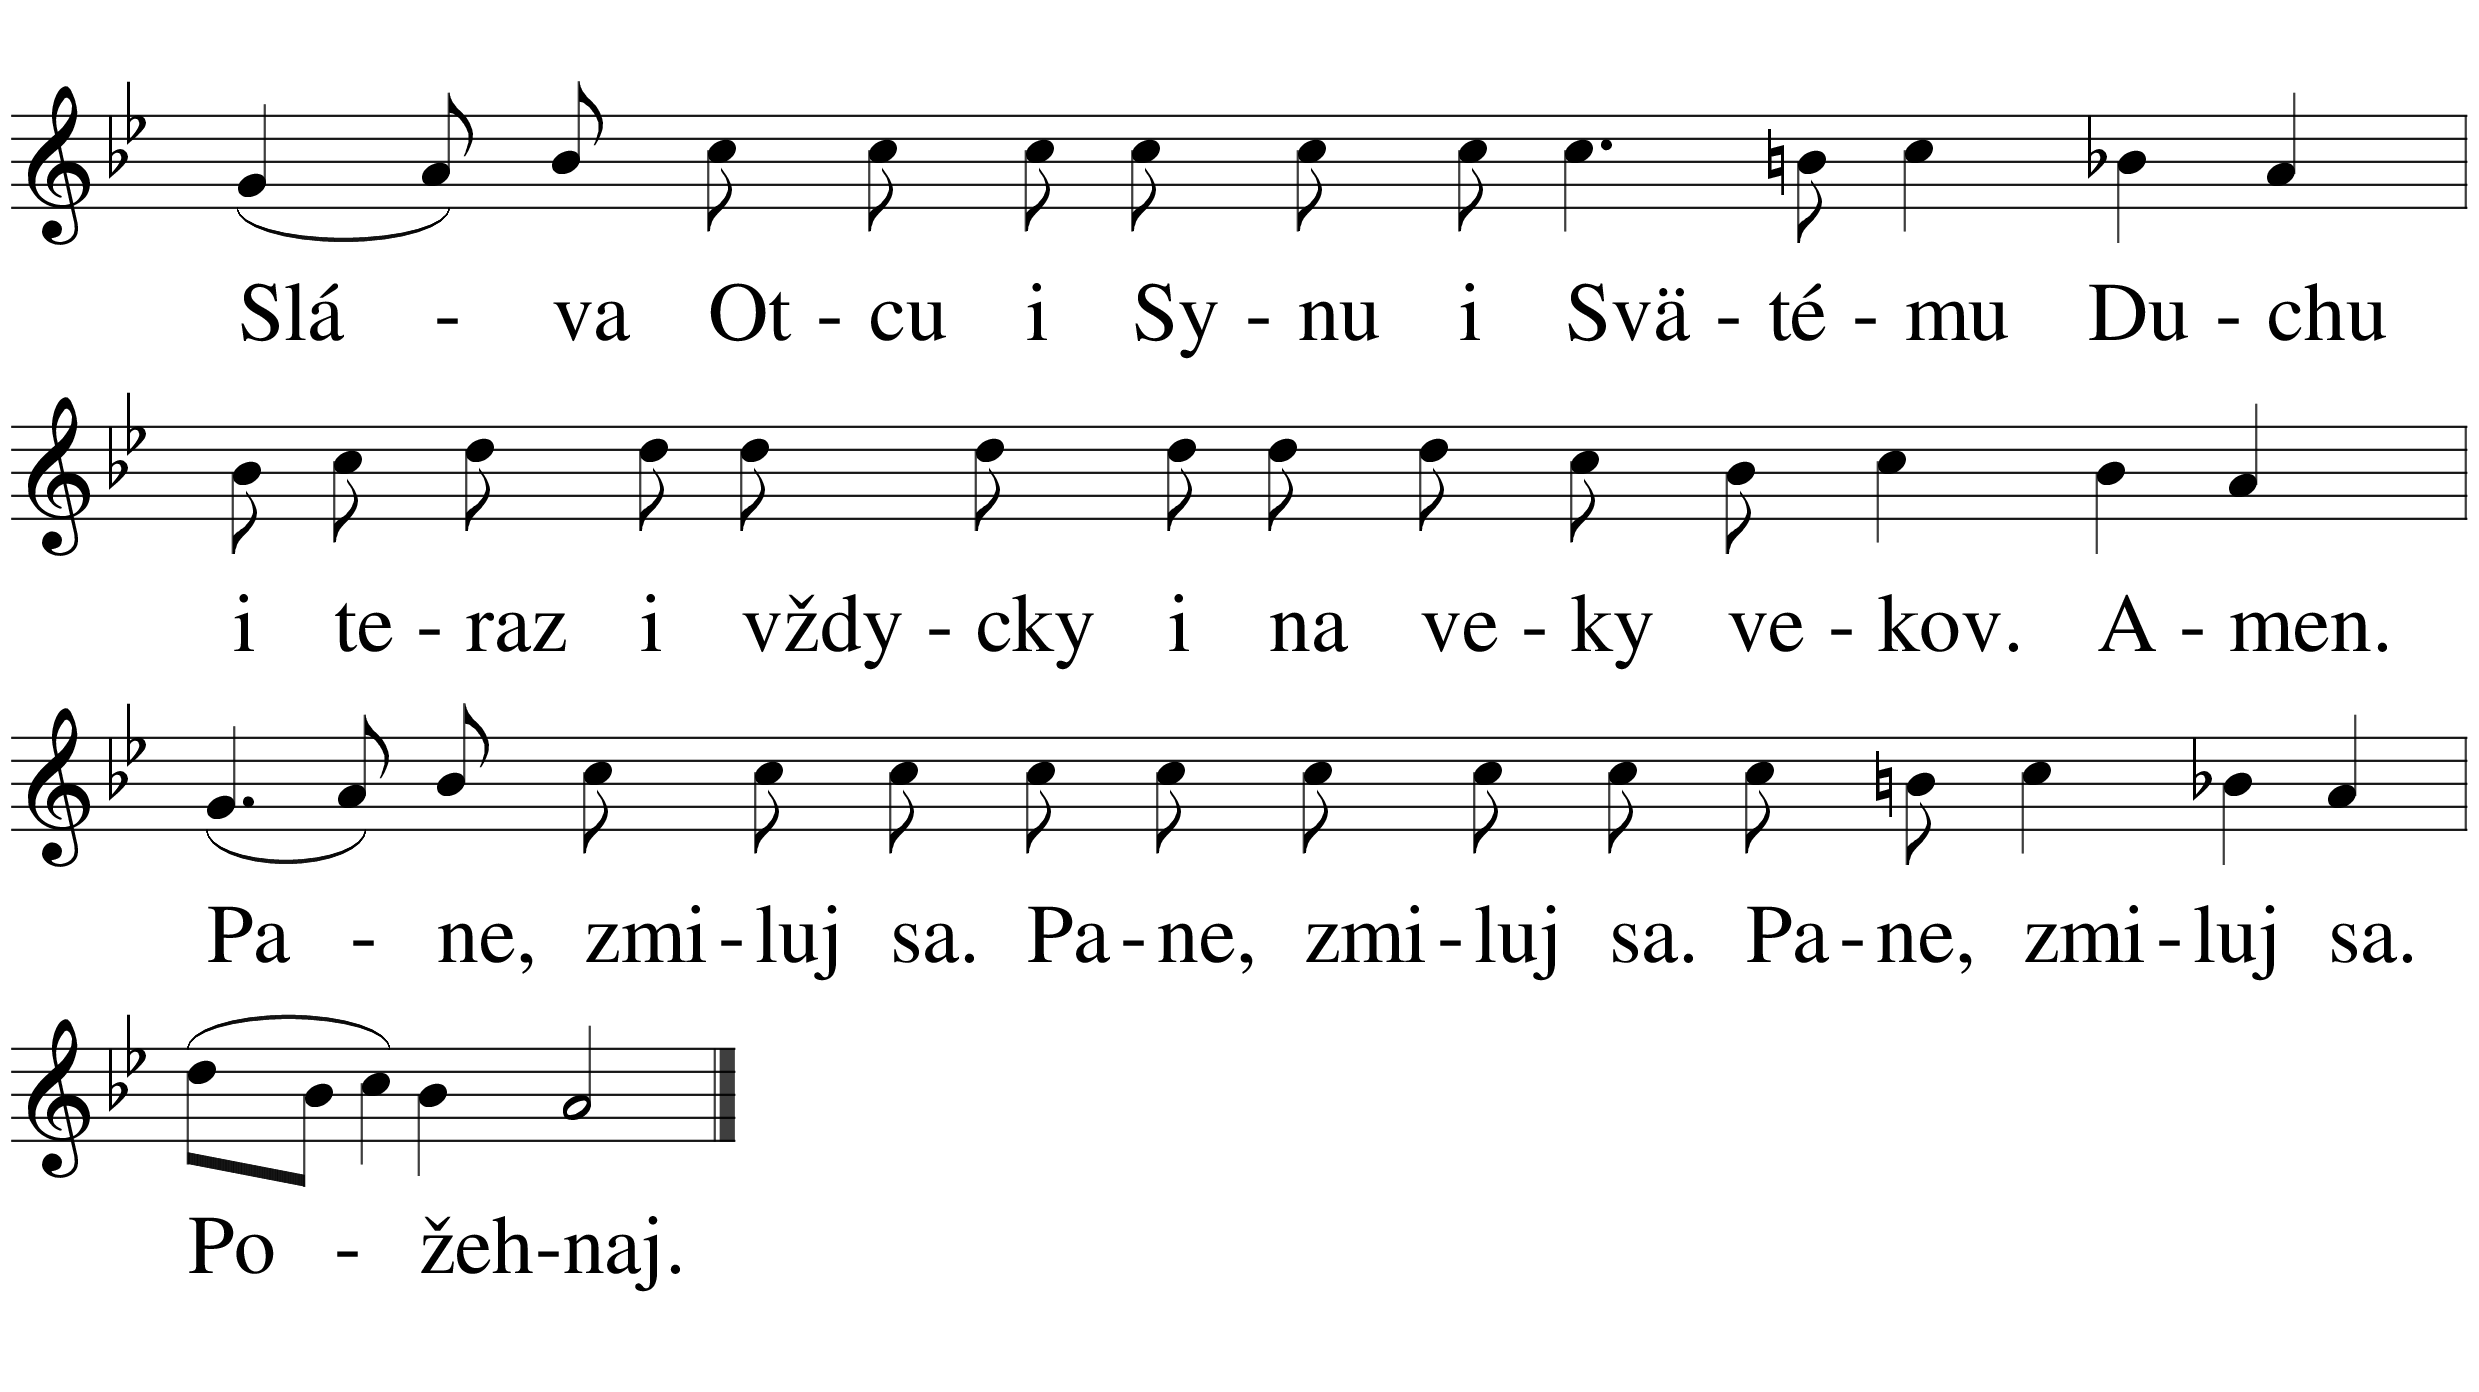 Slá - va Ot - cu i Sy - nu i Svä - té - mu Du - chu
i te - raz i vždy - cky i na ve - ky ve - kov. A - men.
Pa - ne, zmi - luj sa. Pa - ne, zmi - luj sa. Pa - ne, zmi - luj sa.
Po - žeh - naj.